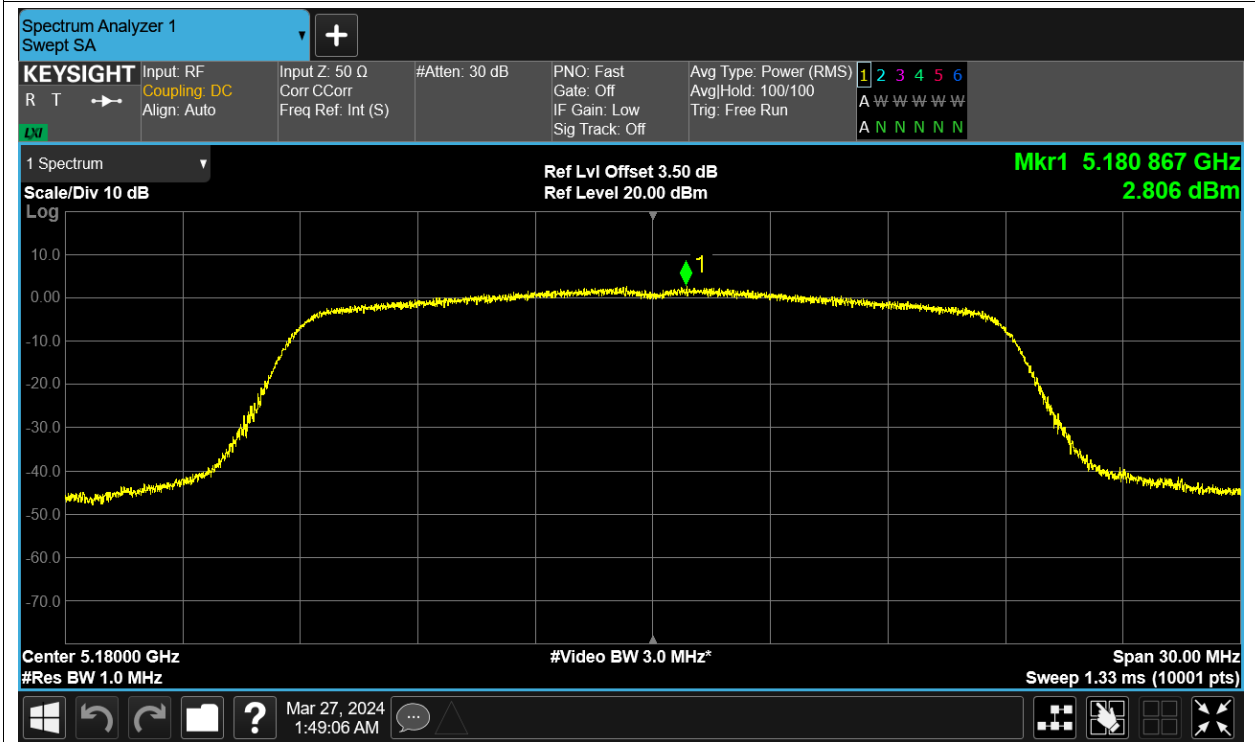 Spectrum Analyzer 1
Swept SA
+
KEYSIGHT
R T
LXI
Input: RF
Coupling: DC
Align: Auto
Input Z: 50 Ω
Corr CCorr
Freq Ref: Int (S)
#Atten: 30 dB
PNO: Fast
Gate: Off
IF Gain: Low
Sig Track: Off
Avg Type: Power (RMS)
Avg|Hold: 100/100
Trig: Free Run
1 2 3 4 5 6
A W W W W W
A N N N N N
1 Spectrum
Scale/Div 10 dB
Log
Ref Lvl Offset 3.50 dB
Ref Level 20.00 dBm
Mkr1 5.180 867 GHz
2.806 dBm
1
10.0
0.00
-10.0
-20.0
-30.0
-40.0
-50.0
-60.0
-70.0
Center 5.18000 GHz
#Res BW 1.0 MHz
#Video BW 3.0 MHz*
Span 30.00 MHz
Sweep 1.33 ms (10001 pts)
?
Mar 27, 2024
1:49:06 AM